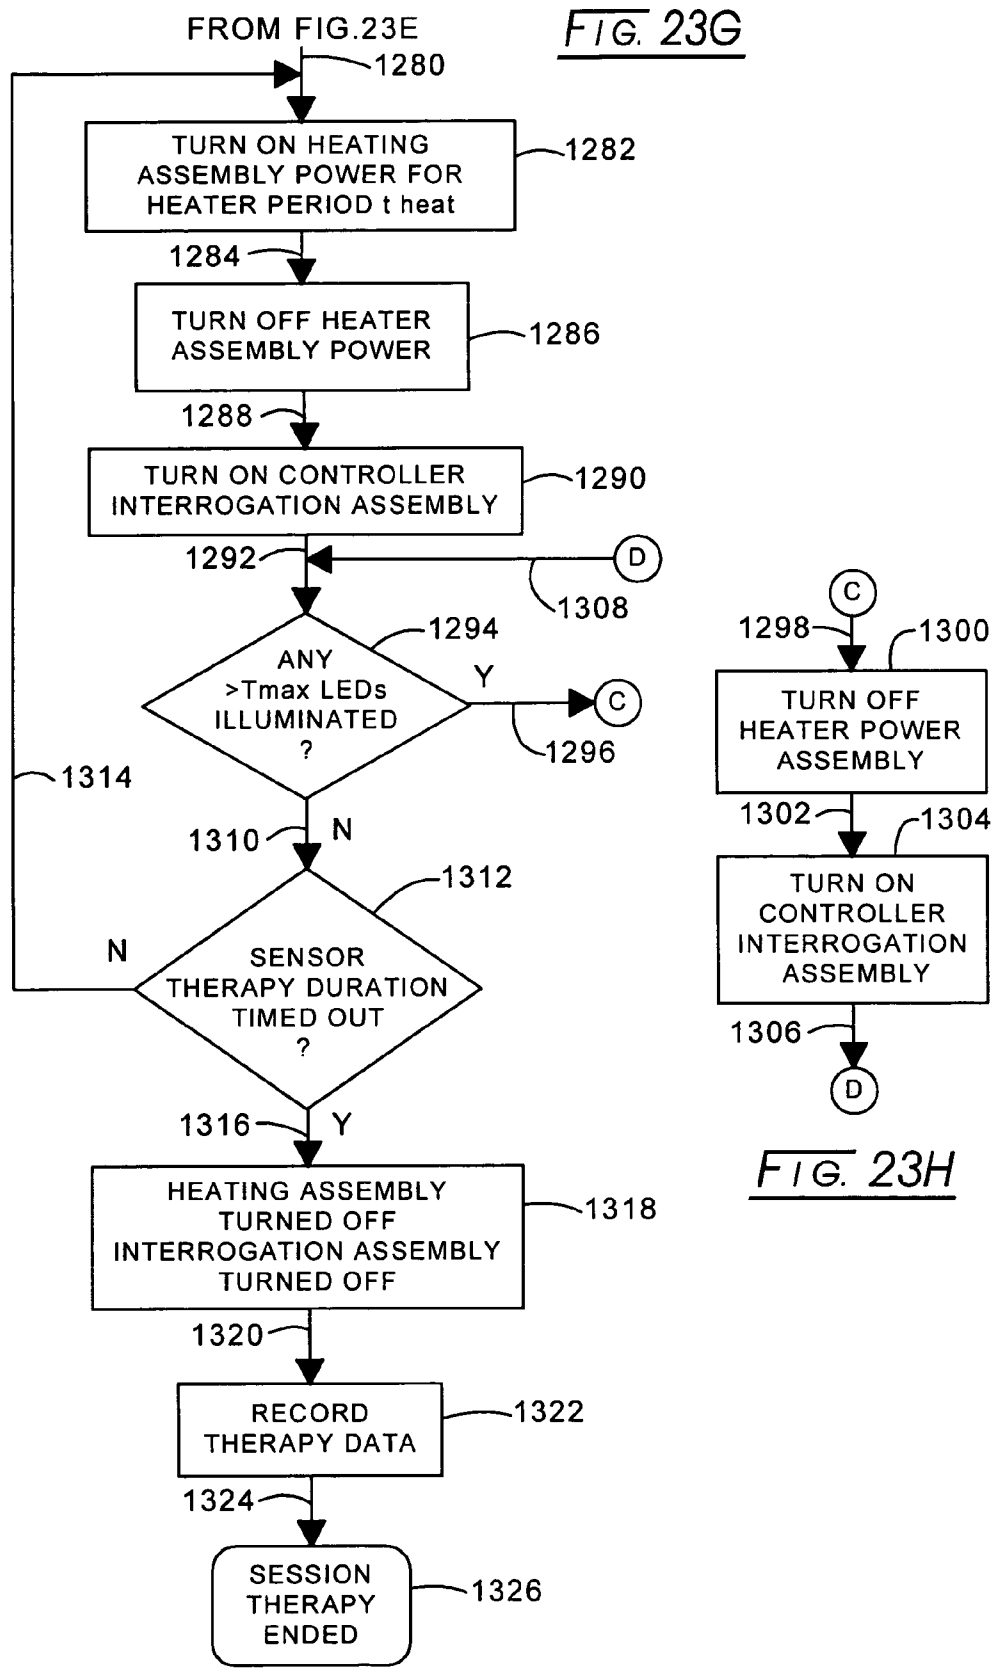 FROM FIG.23E
FIG. 23G
1280
TURN ON HEATING
ASSEMBLY POWER FOR
HEATER PERIOD t heat
1282
1284
TURN OFF HEATER
ASSEMBLY POWER
1286
1288
TURN ON CONTROLLER
INTERROGATION ASSEMBLY
1290
1292
D
1308
ANY
>Tmax LEDs
ILLUMINATED
?
1294
Y
C
1296
1314
1310
N
1312
N
SENSOR
THERAPY DURATION
TIMED OUT
?
1316
Y
HEATING ASSEMBLY
TURNED OFF
INTERROGATION ASSEMBLY
TURNED OFF
1318
1320
RECORD
THERAPY DATA
1322
1324
SESSION
THERAPY
ENDED
1326
C
1298
1300
TURN OFF
HEATER POWER
ASSEMBLY
1302
1304
TURN ON
CONTROLLER
INTERROGATION
ASSEMBLY
1306
D
FIG. 23H